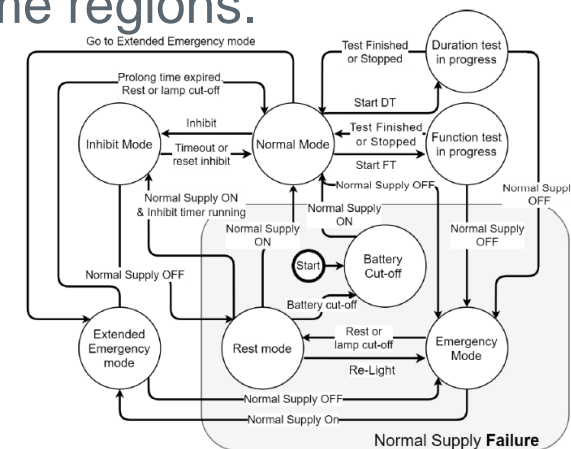 me regions.
Go to Extended Emergency mode
Test Finished
or Stopped
Duration test
in progress
Prolong time expired
Rest or lamp cut-off
Start DT
Inhibit Mode
Inhibit
Timeout or
reset inhibit
Normal Mode
Test Finished
or Stopped
Start FT
Function test
in progress
Normal Supply OFF
Normal Suppl
OFF
Normal Supply ON
& Inhibit timer running
Normal Supply
ON
Normal Supply
ON
Normal Supply
OFF
Start
Battery
Cut-off
Normal Supply OFF
Battery cut-off
Extended
Emergency
mode
Rest mode
Rest or
lamp cut-off
Re-Light
Emergency
Mode
Normal Supply OFF
Normal Supply On
Normal Supply Failure